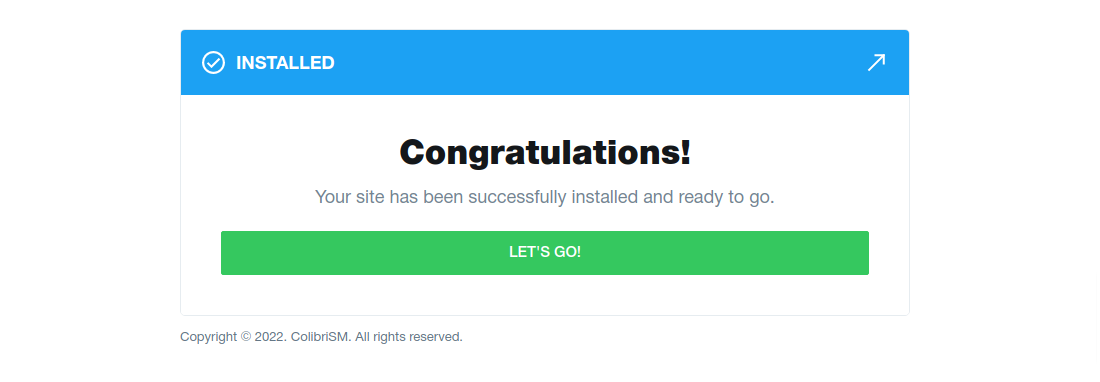 INSTALLED
Congratulations!
Your site has been successfully installed and ready to go.
LET'S GO!
Copyright © 2022. ColibriSM. All rights reserved.